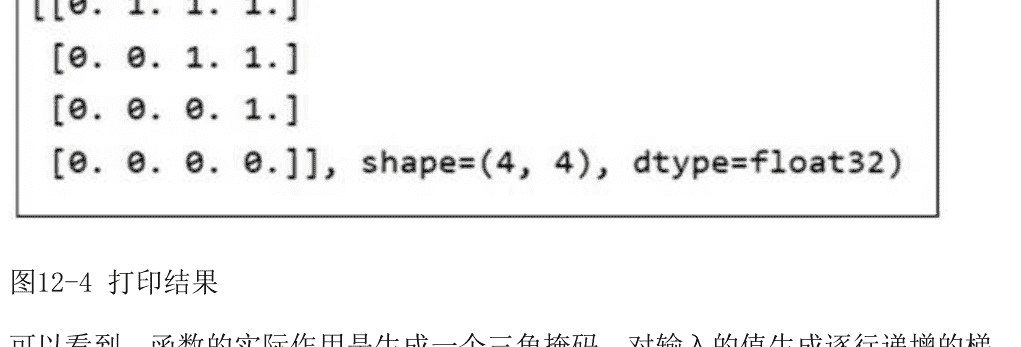 [[0. 1. 1. 1.]
[0. 0. 1. 1.]
[0. 0. 0. 1.]
[0. 0. 0. 0.]], shape=(4, 4), dtype=float32)
图12-4 打印结果
可以看到，函数的实际作用是生成一个三角掩码，对输入的值生成逐行递增的梯